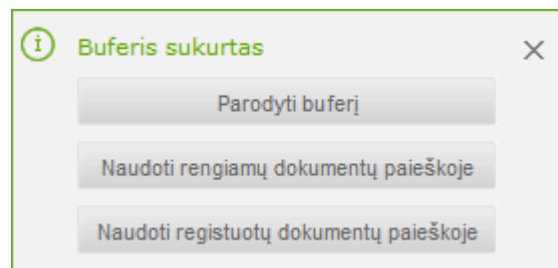 Buferis sukurtas
Parodyti buferį
Naudoti rengiamų dokumentų paieškoje
Naudoti registuotų dokumentų paieškoje